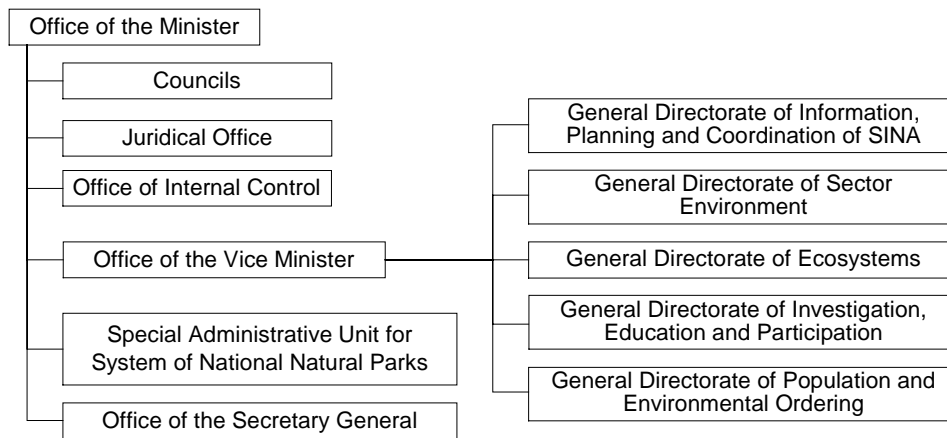 Office of the Minister
Councils
Juridical Office
Office of Internal Control
Office of the Vice Minister
Special Administrative Unit for
System of National Natural Parks
Office of the Secretary General
General Directorate of Information,
Planning and Coordination of SINA
General Directorate of Sector
Environment
General Directorate of Ecosystems
General Directorate of Investigation,
Education and Participation
General Directorate of Population and
Environmental Ordering